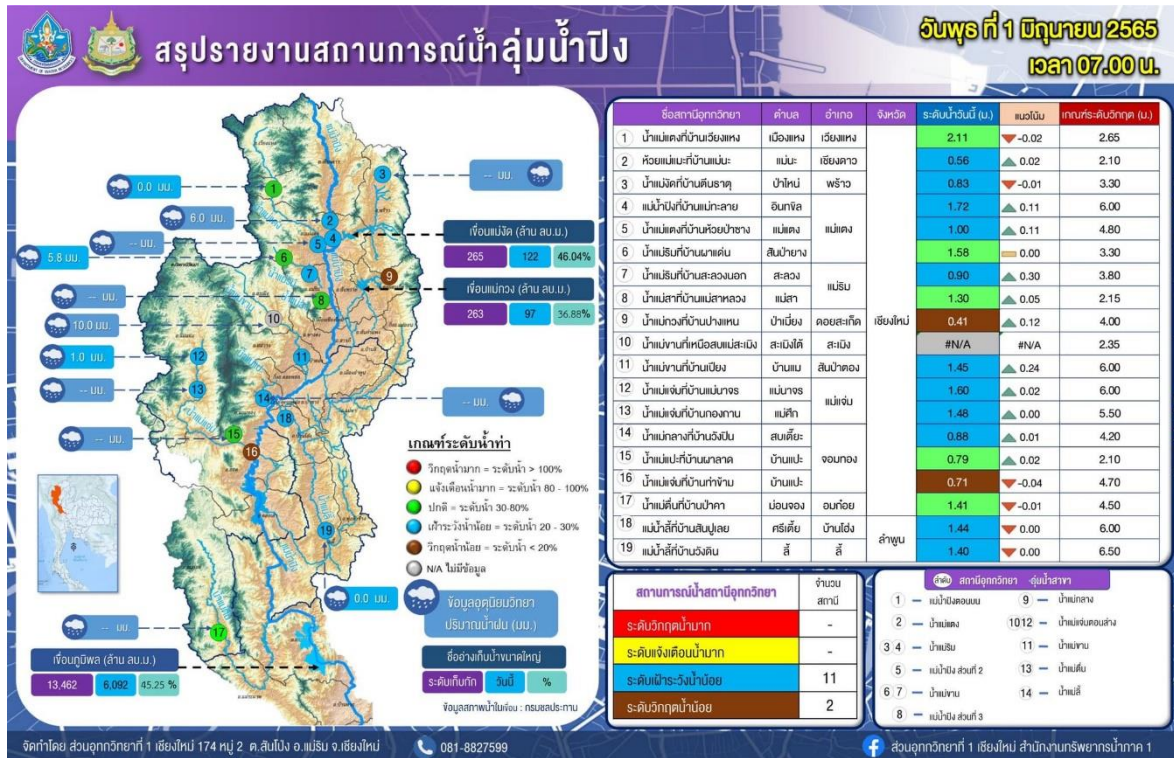 สรุปรายงานสถานการณ์น้ำลุ่มน้ำปิง
วันพุธ ที่ 1 มิถุนายน 2565
เวลา 07.00 น.
0.0 มม.
6.0 มม.
-- มม.
5.8 มม.
-- มม.
10.0 มม.
1.0 มม.
-- มม.
-- มม.
-- มม.
-- มม.
-- มม.
0.0 มม.
เขื่อนแม่งัด (ล้าน ลบ.ม.)
265 122 46.04%
เขื่อนแม่กวง (ล้าน ลบ.ม.)
263 97 36.88%
เกณฑ์ระดับน้ำท่า
วิกฤตน้ำมาก = ระดับน้ำ > 100%
แจ้งเตือนน้ำมาก = ระดับน้ำ 80 - 100%
ปกติ = ระดับน้ำ 30-80%
เฝ้าระวังน้ำน้อย = ระดับน้ำ 20 - 30%
วิกฤตน้ำน้อย = ระดับน้ำ < 20%
N/A ไม่มีข้อมูล
ข้อมูลอุตุนิยมวิทยา
ปริมาณน้ำฝน (มม.)
ชื่ออ่างเก็บน้ำขนาดใหญ่
ระดับเก็บกัก วันนี้ %
ข้อมูลสภาพน้ำในเขื่อน : กรมชลประทาน
เขื่อนภูมิพล (ล้าน ลบ.ม.)
13,462 6,092 45.25 %
ชื่อสถานีอุทกวิทยา ตำบล อำเภอ จังหวัด ระดับน้ำวันนี้ (ม.) แนวโน้ม เกณฑ์ระดับวิกฤต (ม.)
1 น้ำแม่แตงที่บ้านเวียงแหง เมืองแหง เวียงแหง เชียงใหม่ 2.11 -0.02 2.65
2 ห้วยแม่แมะที่บ้านแม่นะ แม่นะ เชียงดาว 0.56 0.02 2.10
3 น้ำแม่งัดที่บ้านตีนธาตุ ป่าไหน่ พร้าว 0.83 -0.01 3.30
4 แม่น้ำปิงที่บ้านแม่ทะลาย อินทขิล แม่แตง 1.72 0.11 6.00
5 น้ำแม่แตงที่บ้านห้วยป่าซาง แม่แตง 1.00 0.11 4.80
6 น้ำแม่ริมที่บ้านผาเด่น สันป่ายาง 1.58 0.00 3.30
7 น้ำแม่ริมที่บ้านสะลวงนอก สะลวง แม่ริม 0.90 0.30 3.80
8 น้ำแม่สาที่บ้านแม่สาหลวง แม่สา 1.30 0.05 2.15
9 น้ำแม่กวงที่บ้านปางแหน ป่าเมี่ยง ดอยสะเก็ด 0.41 0.12 4.00
10 น้ำแม่ขานที่เหนือสบแม่สะเมิง สะเมิงใต้ สะเมิง #N/A #N/A 2.35
11 น้ำแม่ขานที่บ้านเปียง บ้านแม สันป่าตอง 1.45 0.24 6.00
12 น้ำแม่แจ่มที่บ้านแม่นาจร แม่นาจร แม่แจ่ม 1.60 0.02 6.00
13 น้ำแม่แจ่มที่บ้านกองกาน แม่ศึก 1.48 0.00 5.50
14 น้ำแม่กลางที่บ้านวังปิน สบเตี๊ยะ จอมทอง 0.88 0.01 4.20
15 น้ำแม่แปะที่บ้านผาลาด บ้านแปะ 0.79 0.02 2.10
16 น้ำแม่แจ่มที่บ้านท่าข้าม บ้านแปะ 0.71 -0.04 4.70
17 น้ำแม่ตื่นที่บ้านป่าคา ม่อนจอง อมก๋อย 1.41 -0.01 4.50
18 แม่น้ำลี้ที่บ้านสันปูเลย ศรีเตี้ย บ้านโฮ่ง ลำพูน 1.44 0.00 6.00
19 แม่น้ำลี้ที่บ้านวังดิน ลี้ ลี้ 1.40 0.00 6.50
สถานการณ์น้ำสถานีอุทกวิทยา จำนวน สถานี
ระดับวิกฤตน้ำมาก -
ระดับแจ้งเตือนน้ำมาก -
ระดับเฝ้าระวังน้ำน้อย 11
ระดับวิกฤตน้ำน้อย 2
ลำดับ สถานีอุทกวิทยา -ลุ่มน้ำสาขา
1 — แม่น้ำปิงตอนบน
2 — น้ำแม่แตง
3 4 — น้ำแม่ริม
5 — แม่น้ำปิง ส่วนที่ 2
6 7 — น้ำแม่ขาน
8 — แม่น้ำปิง ส่วนที่ 3
9 — น้ำแม่กลาง
10 12 — น้ำแม่แจ่มตอนล่าง
11 — น้ำแม่ขาน
13 — น้ำแม่ตื่น
14 — น้ำแม่ลี้
จัดทำโดย ส่วนอุทกวิทยาที่ 1 เชียงใหม่ 174 หมู่ 2 ต.สันโป่ง อ.แม่ริม จ.เชียงใหม่
081-8827599
ส่วนอุทกวิทยาที่ 1 เชียงใหม่ สำนักงานทรัพยากรน้ำภาค 1